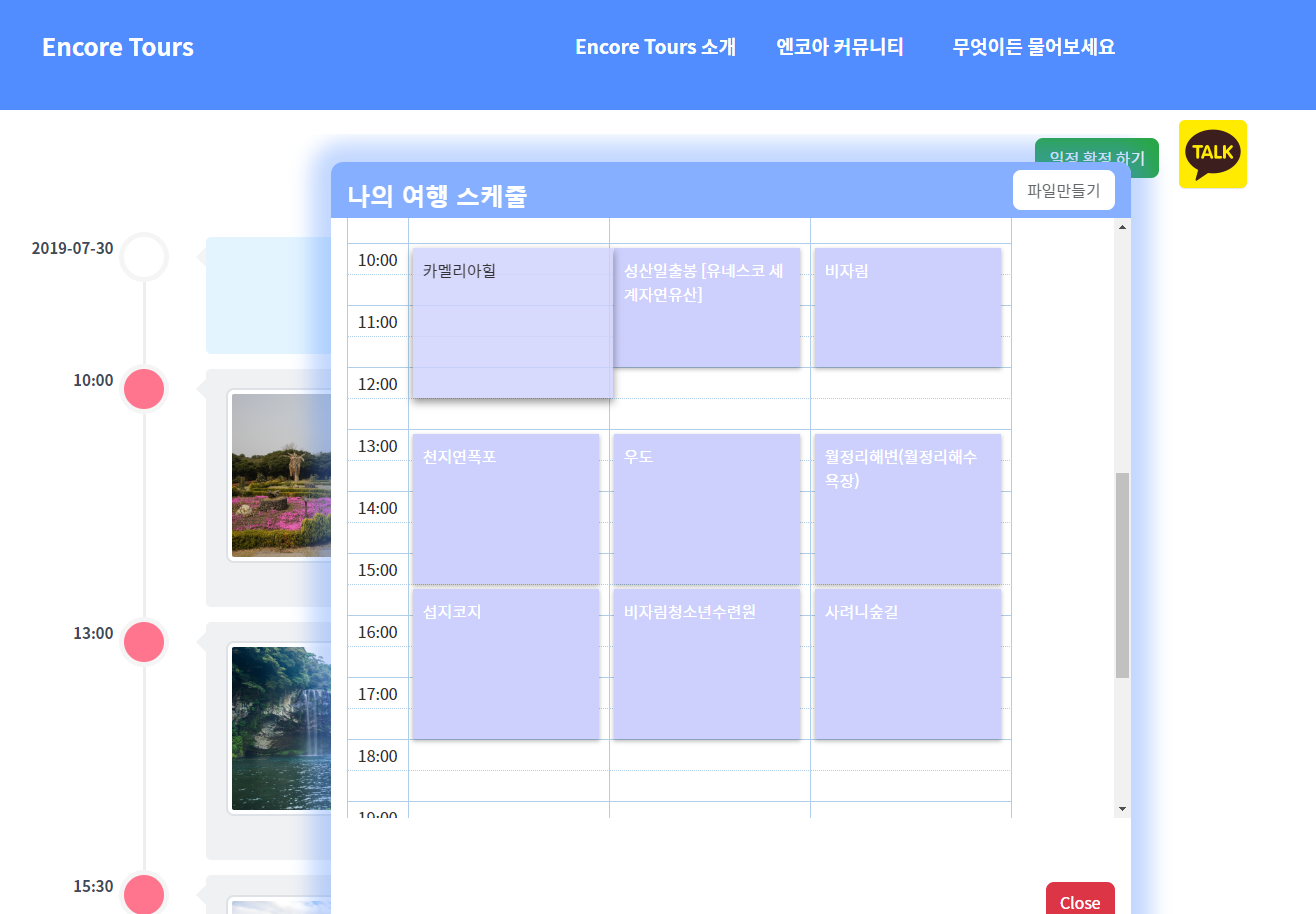 Encore Tours
Encore Tours 소개
엔코아 커뮤니티
무엇이든 물어보세요
일정 확정 하기
TALK
나의 여행 스케줄
파일만들기
2019-07-30
10:00
13:00
15:30
10:00
카멜리아힐
성산일출봉 [유네스코 세
계자연유산]
비자림
11:00
12:00
13:00
천지연폭포
우도
월정리해변(월정리해수
욕장)
14:00
15:00
섭지코지
비자림청소년수련원
사려니숲길
16:00
17:00
18:00
19:00
Close